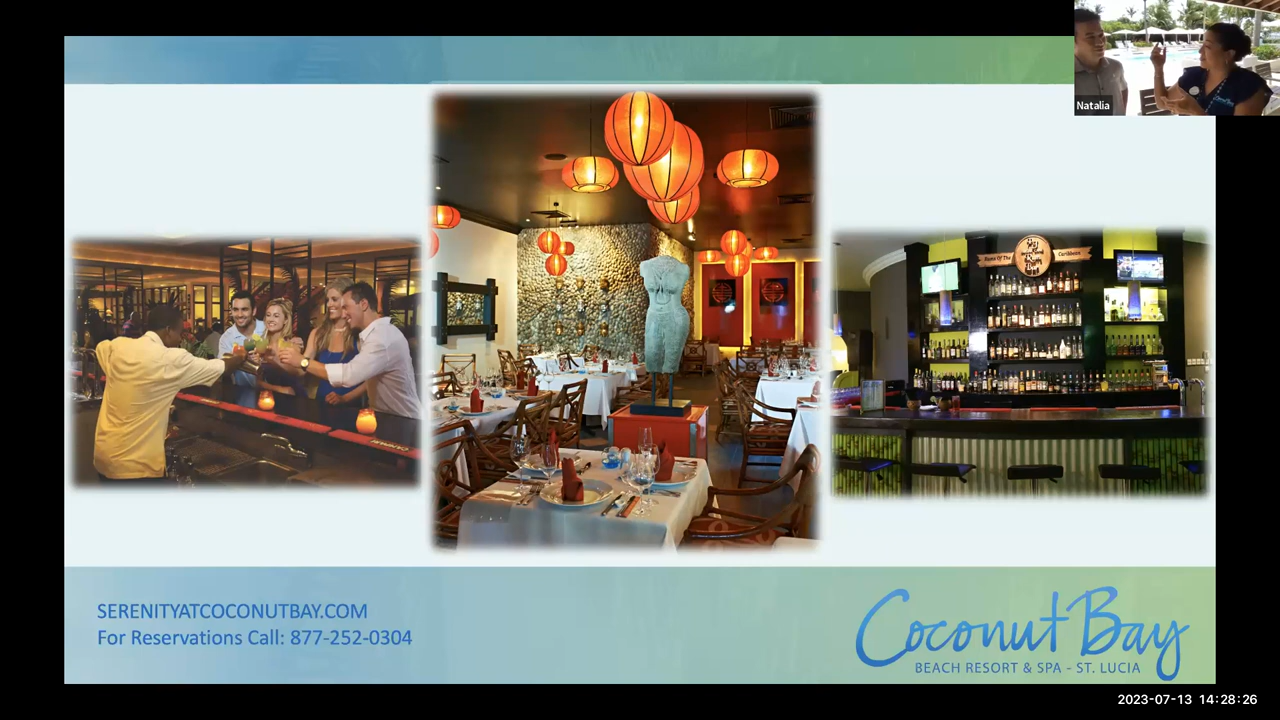 Natalia
Rums Of The
Caribbean
SERENITYATCOCONUTBAY.COM
For Reservations Call: 877-252-0304
Coconut Bay
BEACH RESORT & SPA - ST. LUCIA
2023-07-13 14:28:26